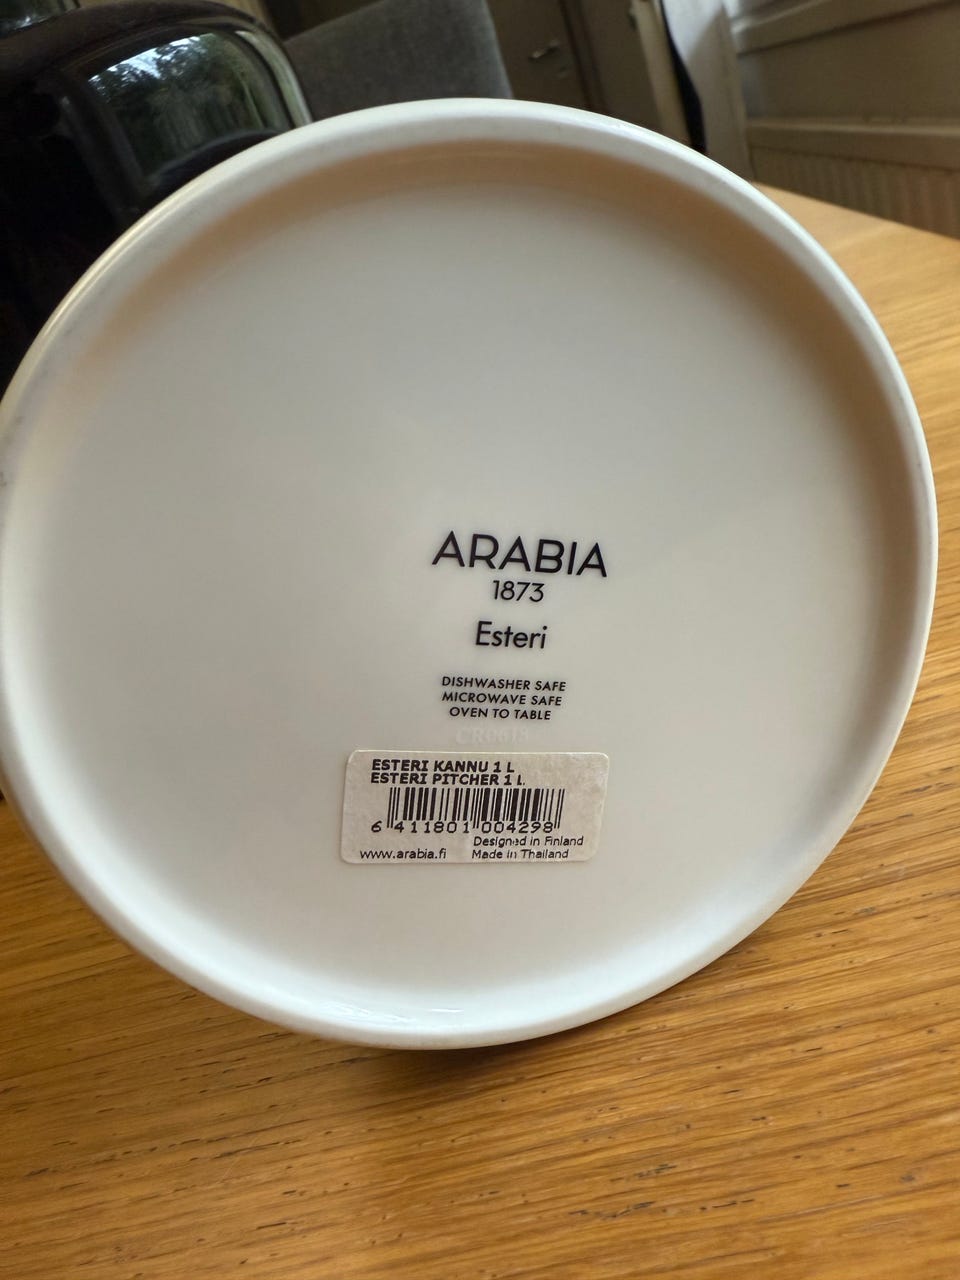 ARABIA
1873
Esteri
DISHWASHER SAFE
MICROWAVE SAFE
OVEN TO TABLE
ESTERI KANNU 1 L
ESTERI PITCHER 1 L
6 411801 004298
Designed in Finland
www.arabia.fi Made in Thailand